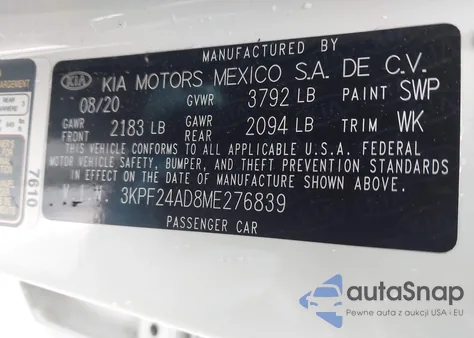 MANUFACTURED BY
KIA KIA MOTORS MEXICO S.A. DE C.V.
08/20 GVWR 3792 LB PAINT SWP
GAWR FRONT 2183 LB GAWR REAR 2094 LB TRIM WK
THIS VEHICLE CONFORMS TO ALL APPLICABLE U.S.A. FEDERAL
MOTOR VEHICLE SAFETY, BUMPER, AND THEFT PREVENTION STANDARDS
IN EFFECT ON THE DATE OF MANUFACTURE SHOWN ABOVE.
V.I.N. 3KPF24AD8ME276839
PASSENGER CAR
7610
autaSnap
Pewne auta z aukcji USA i EU